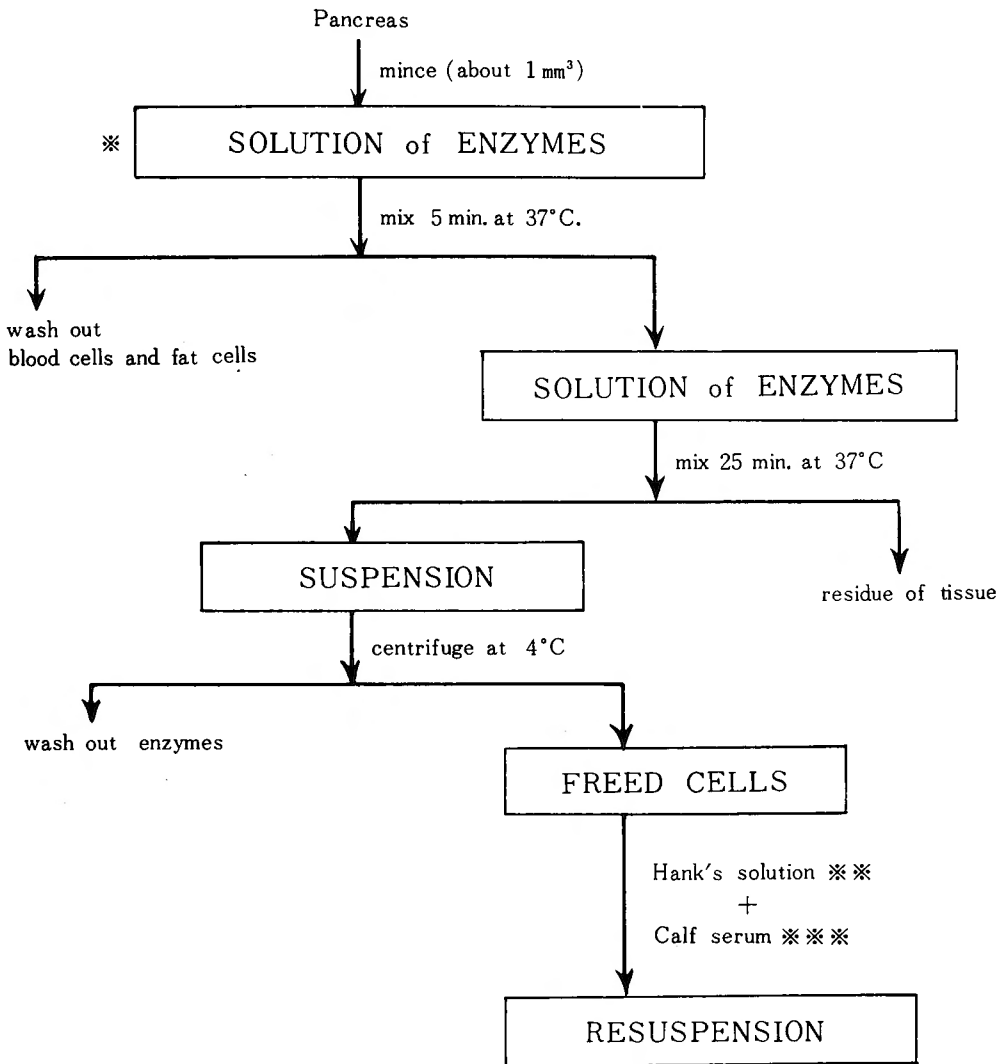 Pancreas
mince (about 1 mm³)
※ SOLUTION of ENZYMES
mix 5 min. at 37°C.
wash out
blood cells and fat cells
SOLUTION of ENZYMES
mix 25 min. at 37°C
SUSPENSION
residue of tissue
centrifuge at 4°C
wash out enzymes
FREED CELLS
Hank's solution ※※
+
Calf serum ※※※
RESUSPENSION